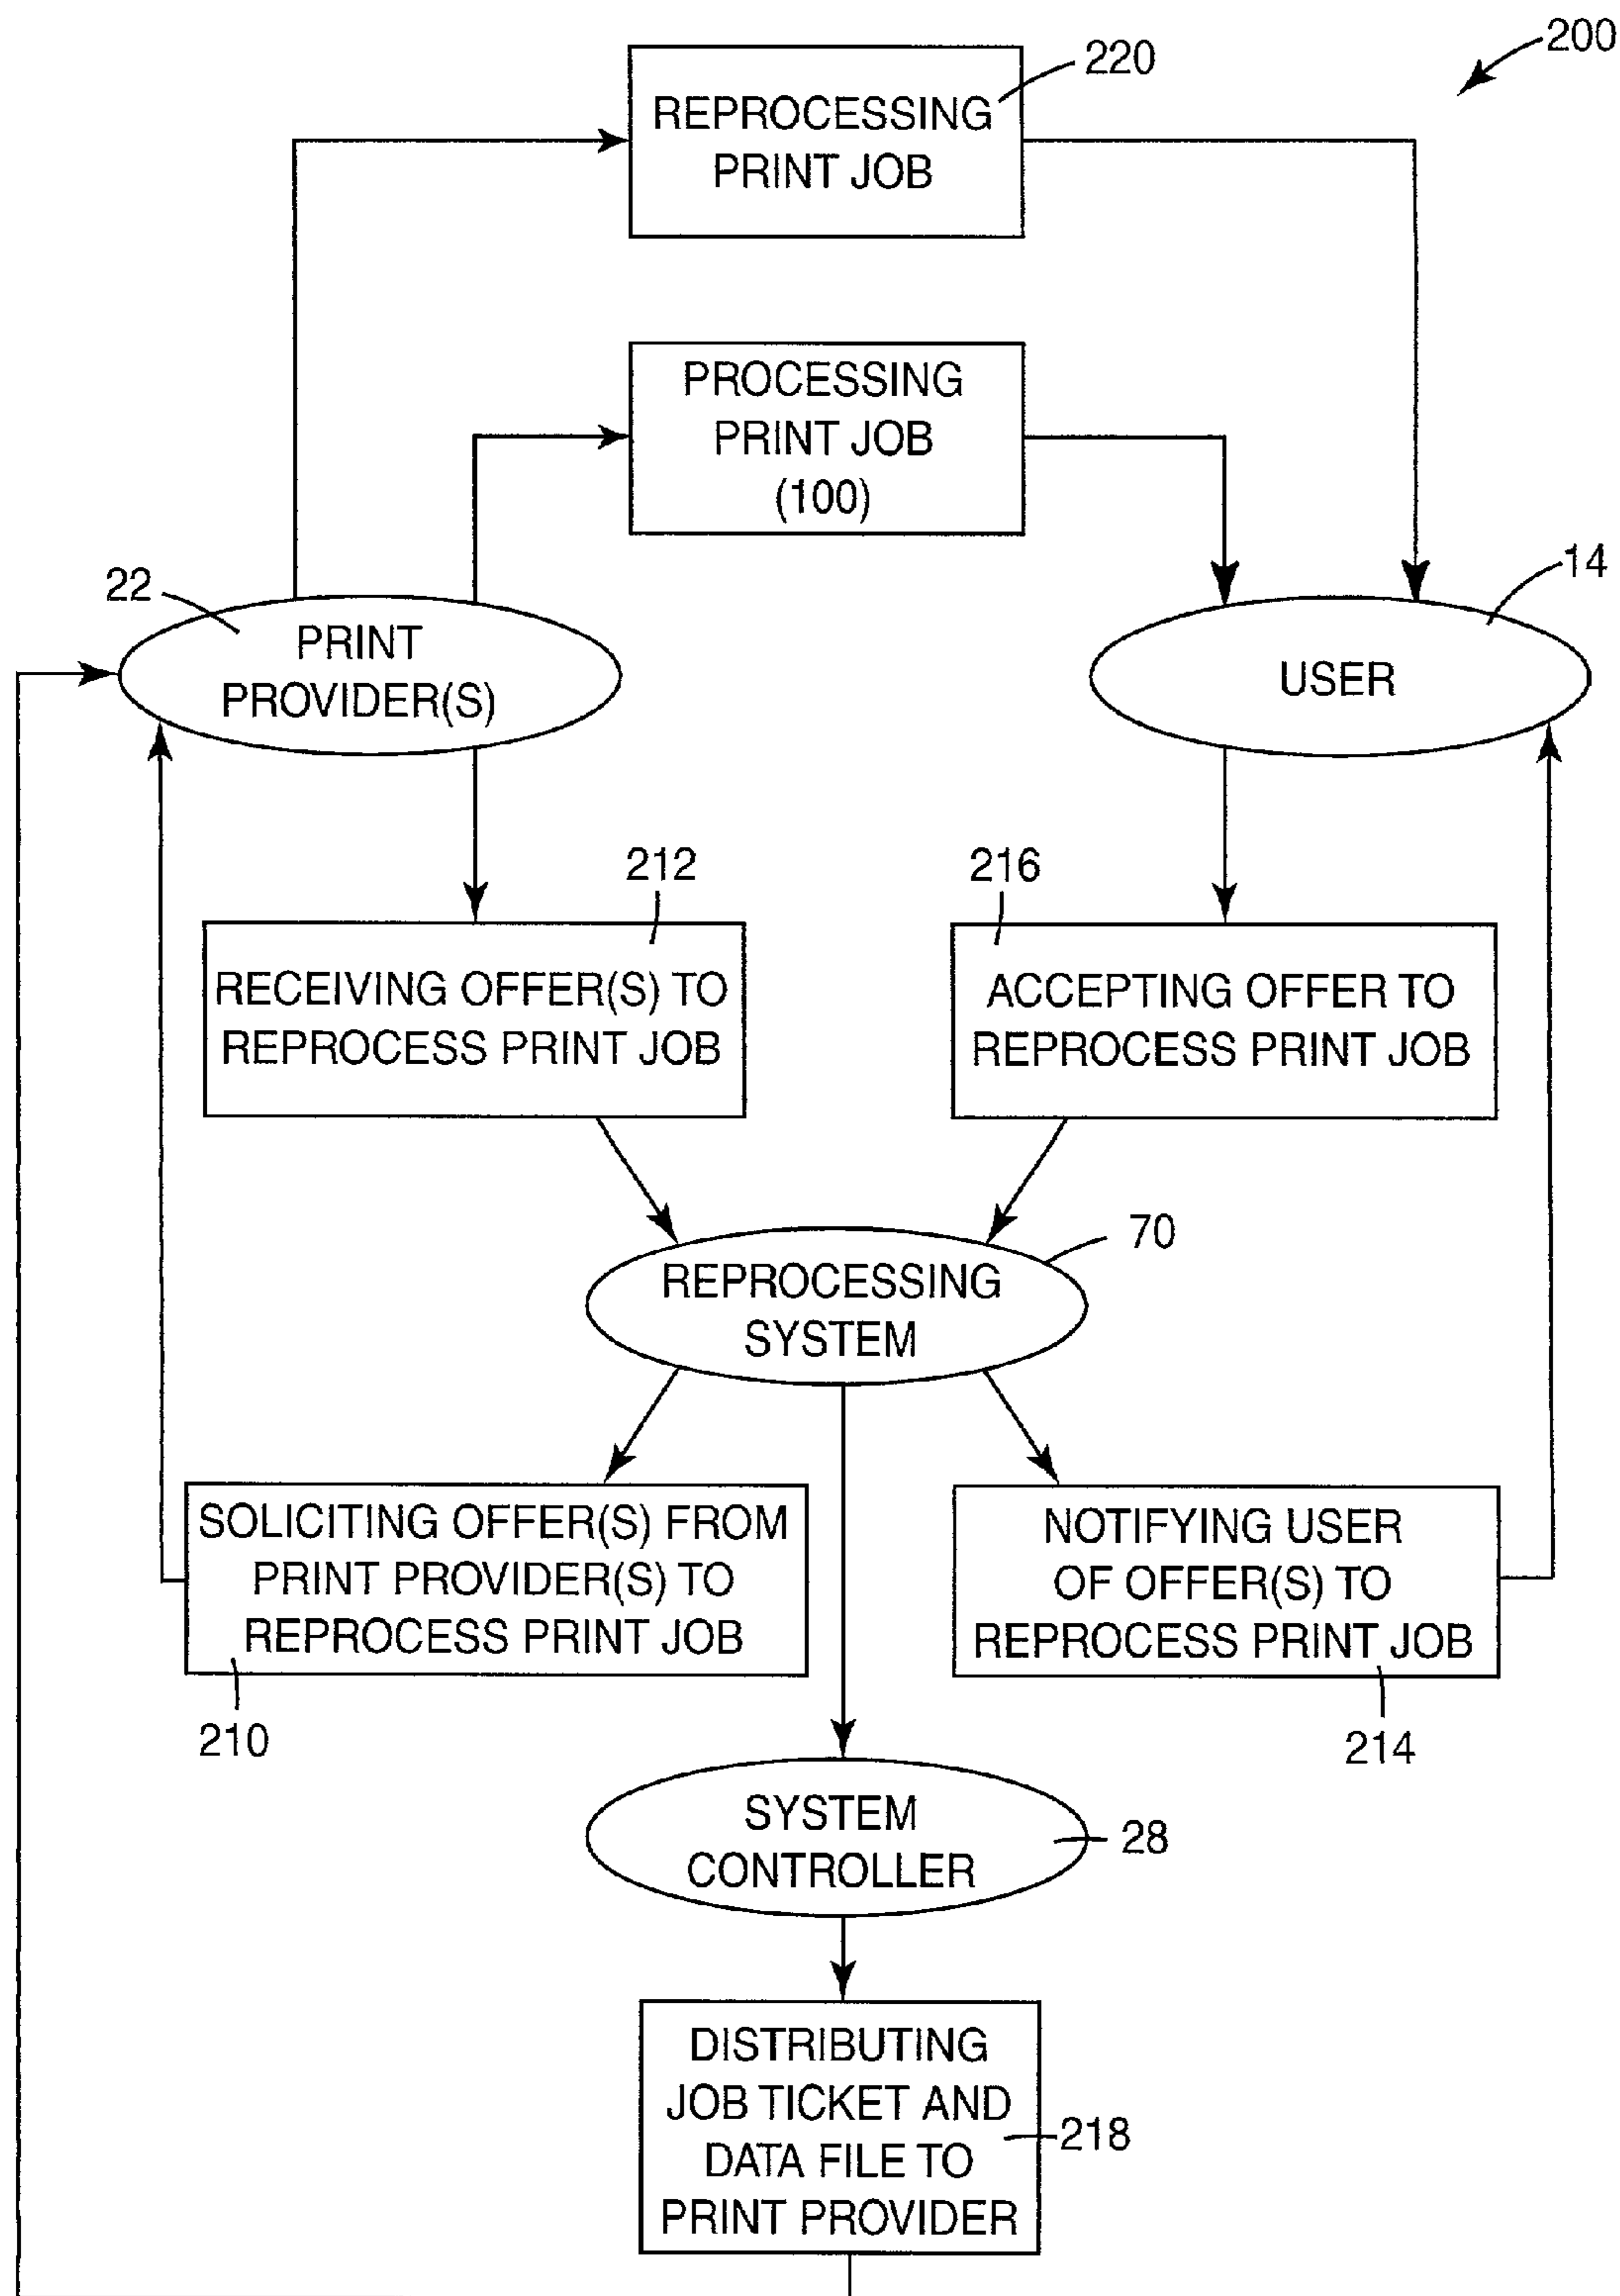 200
220
REPROCESSING
PRINT JOB
PROCESSING
PRINT JOB
(100)
22
PRINT
PROVIDER(S)
14
USER
212
RECEIVING OFFER(S) TO
REPROCESS PRINT JOB
216
ACCEPTING OFFER TO
REPROCESS PRINT JOB
70
REPROCESSING
SYSTEM
SOLICITING OFFER(S) FROM
PRINT PROVIDER(S) TO
REPROCESS PRINT JOB
210
NOTIFYING USER
OF OFFER(S) TO
REPROCESS PRINT JOB
214
SYSTEM
CONTROLLER
28
DISTRIBUTING
JOB TICKET AND
DATA FILE TO
PRINT PROVIDER
218